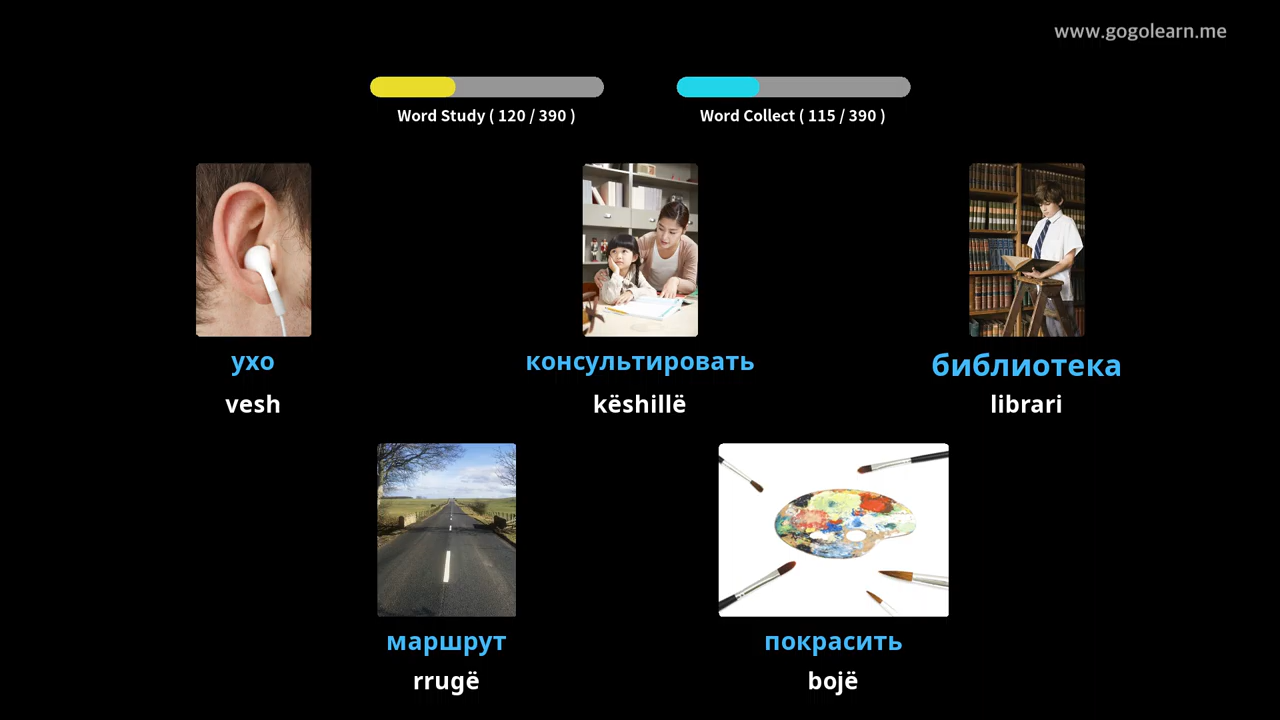 www.gogolearn.me
Word Study ( 120 / 390 )
Word Collect ( 115 / 390 )
ухо
консультировать
библиотека
vesh
këshillë
librari
маршрут
покрасить
rrugë
bojë